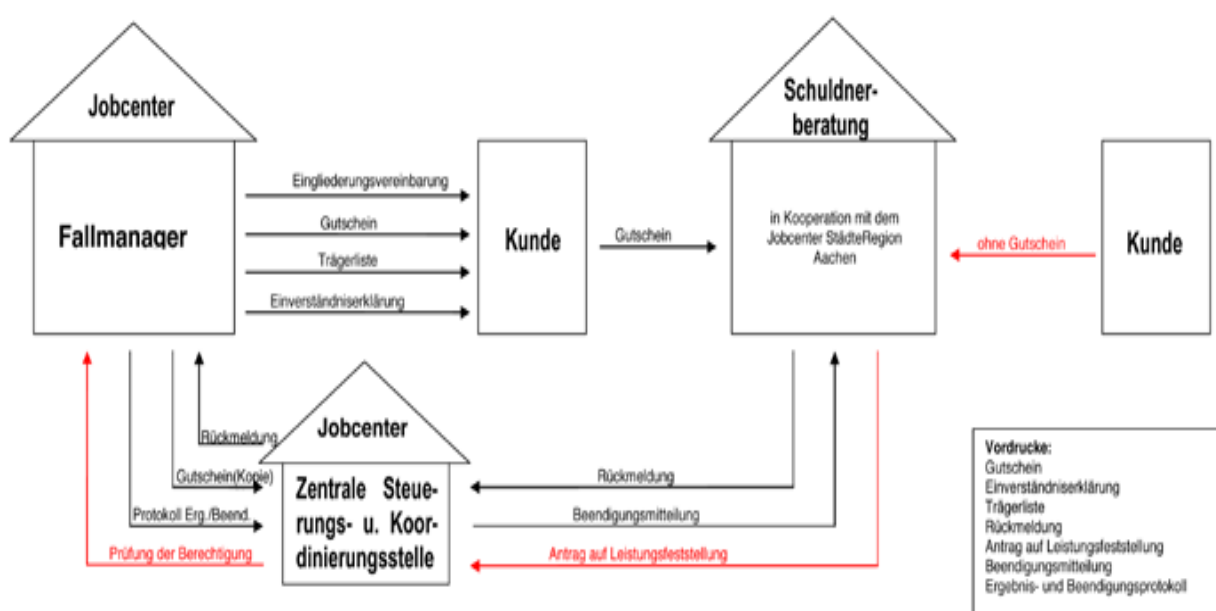 Jobcenter
Fallmanager
Eingliederungsvereinbarung
Gutschein
Trägerliste
Einverständniserklärung
Kunde
Gutschein
Schuldner-
beratung
in Kooperation mit dem
Jobcenter StädteRegion
Aachen
ohne Gutschein
Kunde
Rückmeldung
Gutschein(Kopie)
Protokoll Erg./Beend.
Prüfung der Berechtigung
Jobcenter
Zentrale Steue-
rungs- u. Koor-
dinierungsstelle
Rückmeldung
Beendigungsmitteilung
Antrag auf Leistungsfeststellung
Vordrucke:
Gutschein
Einverständniserklärung
Trägerliste
Rückmeldung
Antrag auf Leistungsfeststellung
Beendigungsmitteilung
Ergebnis- und Beendigungsprotokoll